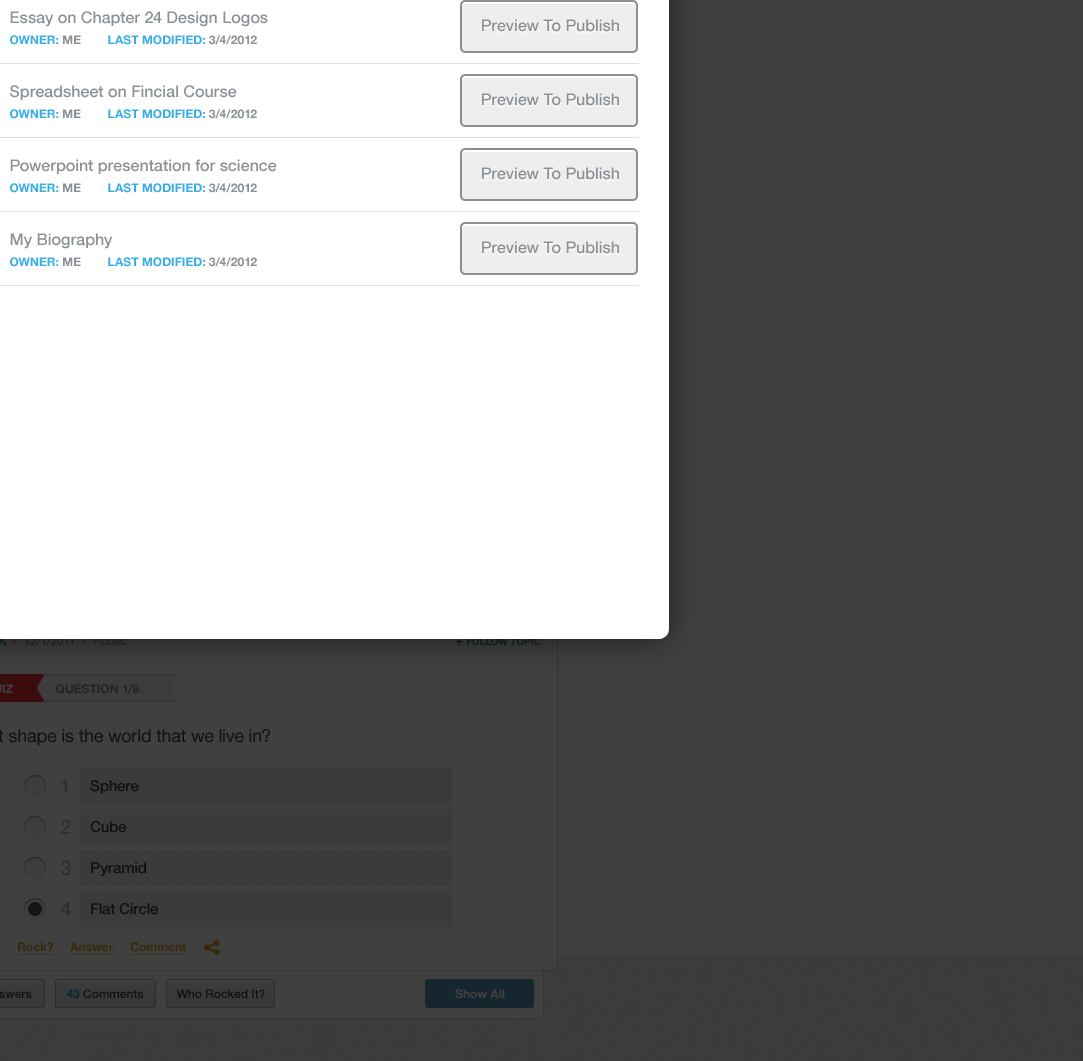 Essay on Chapter 24 Design Logos
Preview To Publish
OWNER: ME LAST MODIFIED: 3/4/2012
Spreadsheet on Fincial Course
Preview To Publish
OWNER: ME LAST MODIFIED: 3/4/2012
Powerpoint presentation for science
Preview To Publish
OWNER: ME LAST MODIFIED: 3/4/2012
My Biography
Preview To Publish
OWNER: ME LAST MODIFIED: 3/4/2012
12/1/2011 - Public + FOLLOW TOPIC
QUESTION 1/8
shape is the world that we live in?
1 Sphere
2 Cube
3 Pyramid
4 Flat Circle
Rock? Answer Comment
43 Comments Who Rocked It? Show All